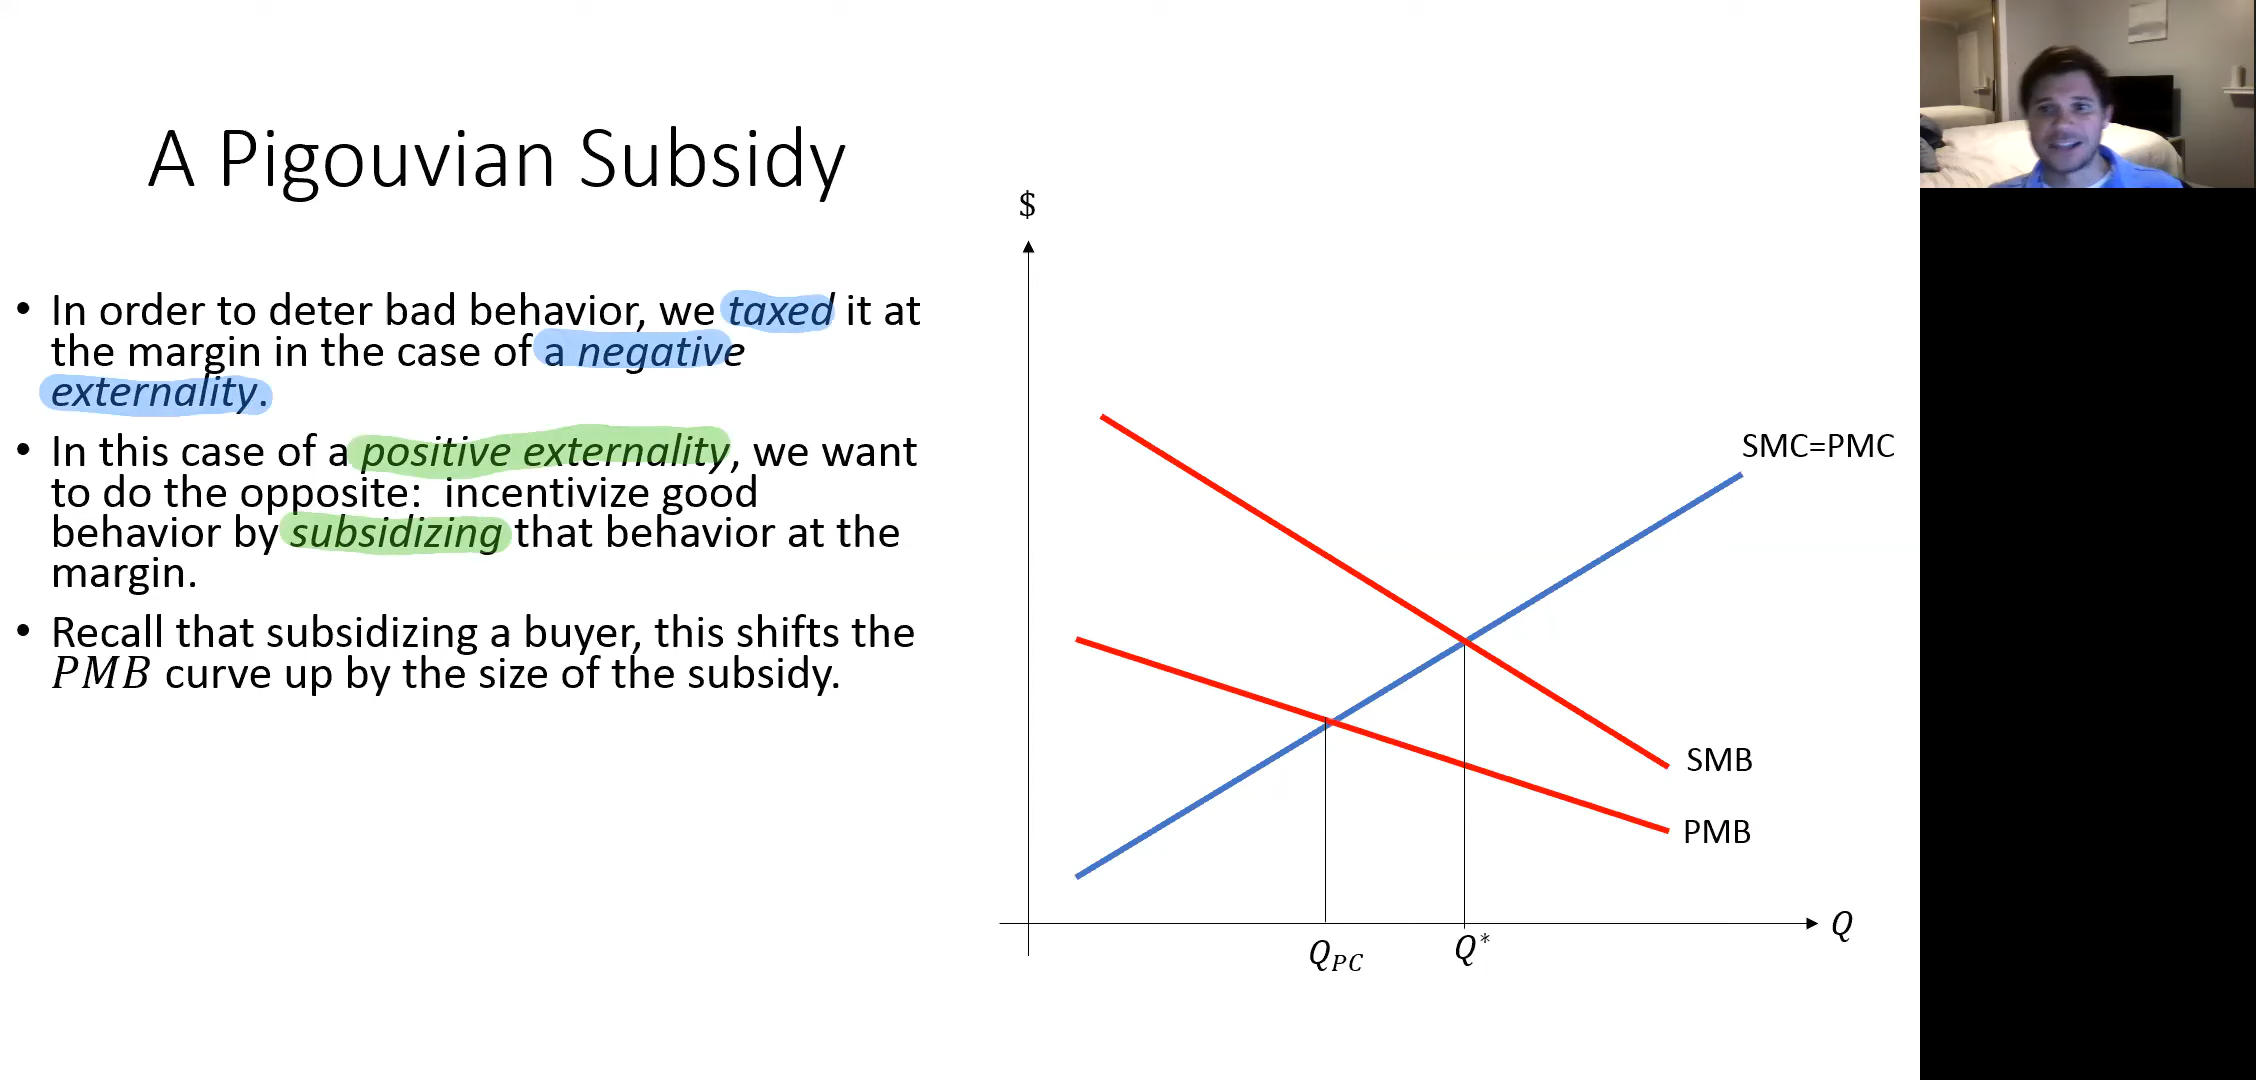 A Pigouvian Subsidy
• In order to deter bad behavior, we taxed it at
the margin in the case of a negative
externality.
• In this case of a positive externality, we want
to do the opposite:  incentivize good
behavior by subsidizing that behavior at the
margin.
• Recall that subsidizing a buyer, this shifts the
PMB curve up by the size of the subsidy.
$
SMC=PMC
SMB
PMB
Q
Q_PC
Q*